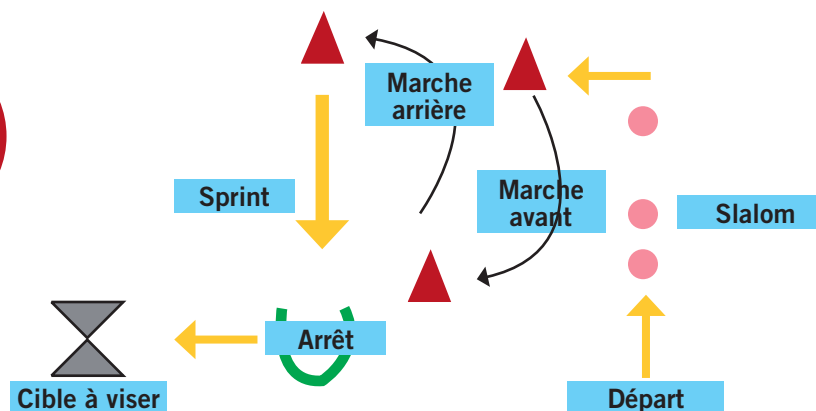 Marche
arrière
Sprint
Marche
avant
Slalom
Arrêt
Cible à viser
Départ